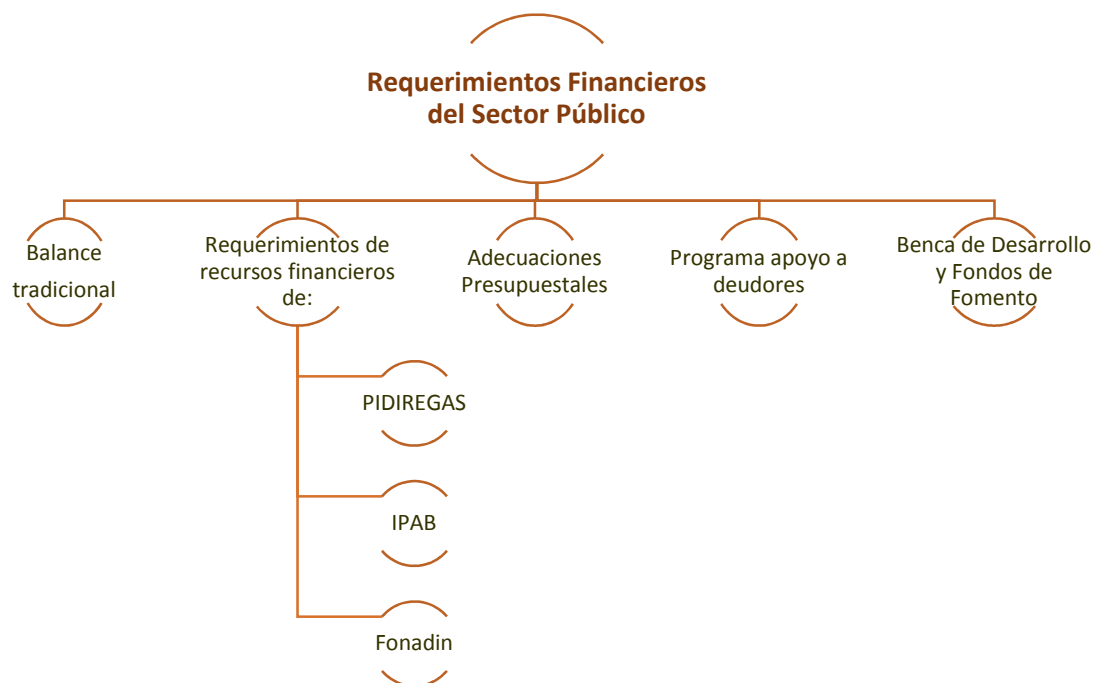 Requerimientos Financieros
del Sector Público
Balance
tradicional
Requerimientos de
recursos financieros
de:
Adecuaciones
Presupuestales
Programa apoyo a
deudores
Benca de Desarrollo
y Fondos de
Fomento
PIDIREGAS
IPAB
Fonadin